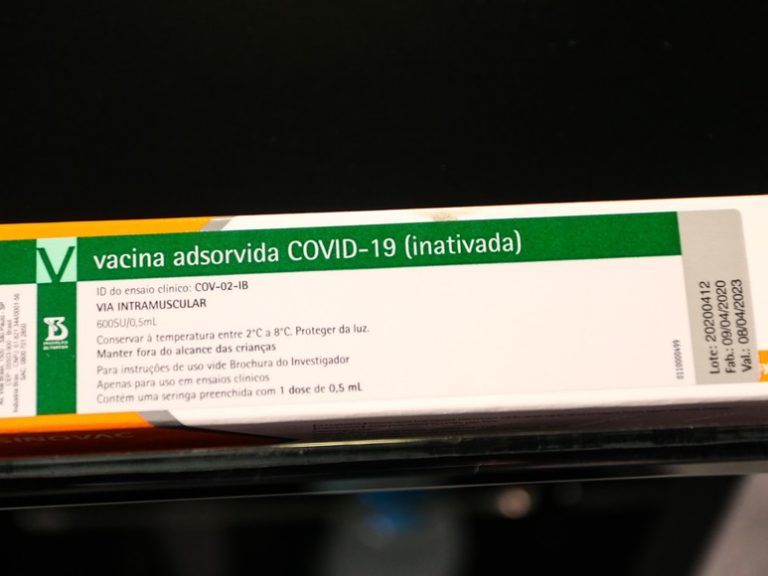 V
vacina adsorvida COVID-19 (inativada)
ID do ensaio clínico: COV-02-IB
VIA INTRAMUSCULAR
600SU/0,5mL
Conservar à temperatura entre 2°C a 8°C. Proteger da luz.
Manter fora do alcance das crianças
Para instruções de uso vide Brochura do Investigador
Apenas para uso em ensaios clínicos
Contém uma seringa preenchida com 1 dose de 0,5 mL
Lote: 20200412
Fab.: 09/04/2020
Val.: 08/04/2023
0110000499
SINOVAC